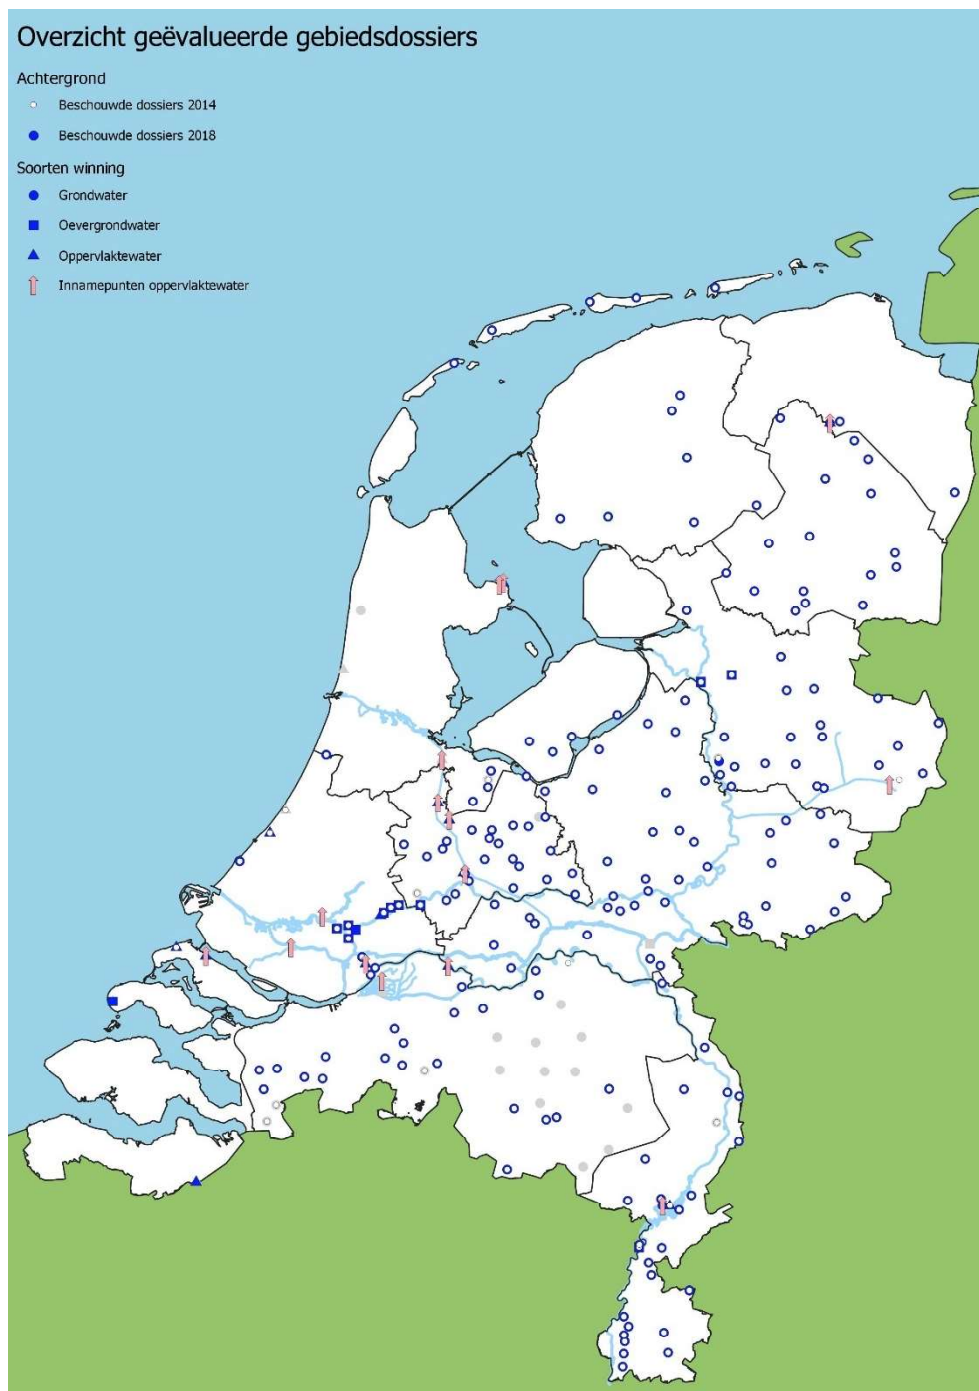 Overzicht geëvalueerde gebiedsdossiers
Achtergrond
Beschouwde dossiers 2014
Beschouwde dossiers 2018
Soorten winning
Grondwater
Oevergrondwater
Oppervlaktewater
Innamepunten oppervlaktewater